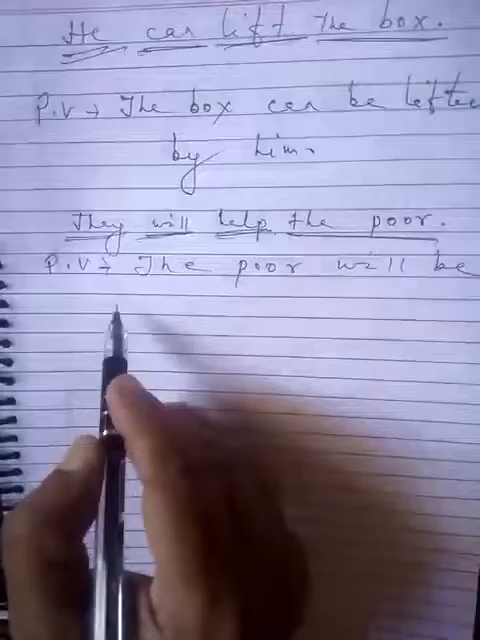 He can lift the box.
P.V → The box can be lifted
by him.
They will help the poor.
P.V → The poor will be